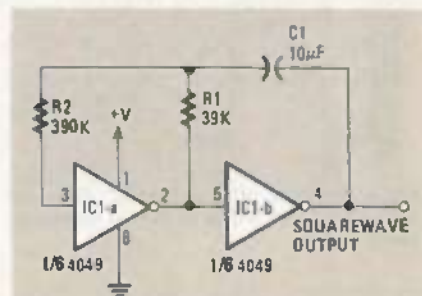 C1
10µF
R2
390K
+V
R1
39K
3
1
2
5
4
IC1-a
IC1-b
8
SQUAREWAVE
OUTPUT
1/6 4049
1/6 4049